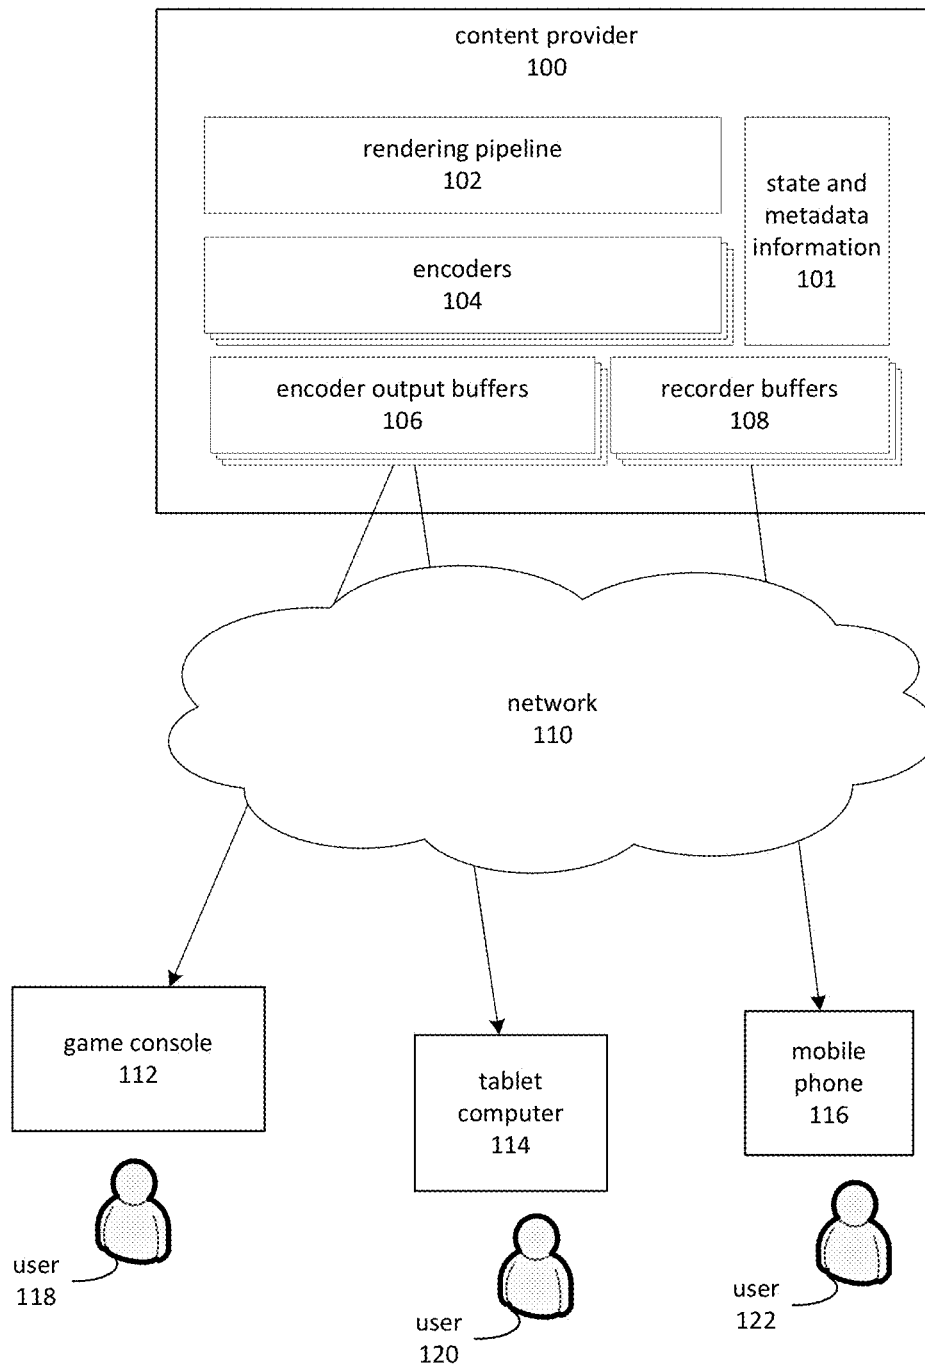 content provider
100
rendering pipeline
102
state and
metadata
information
101
encoders
104
encoder output buffers
106
recorder buffers
108
network
110
game console
112
tablet
computer
114
mobile
phone
116
user
118
user
120
user
122